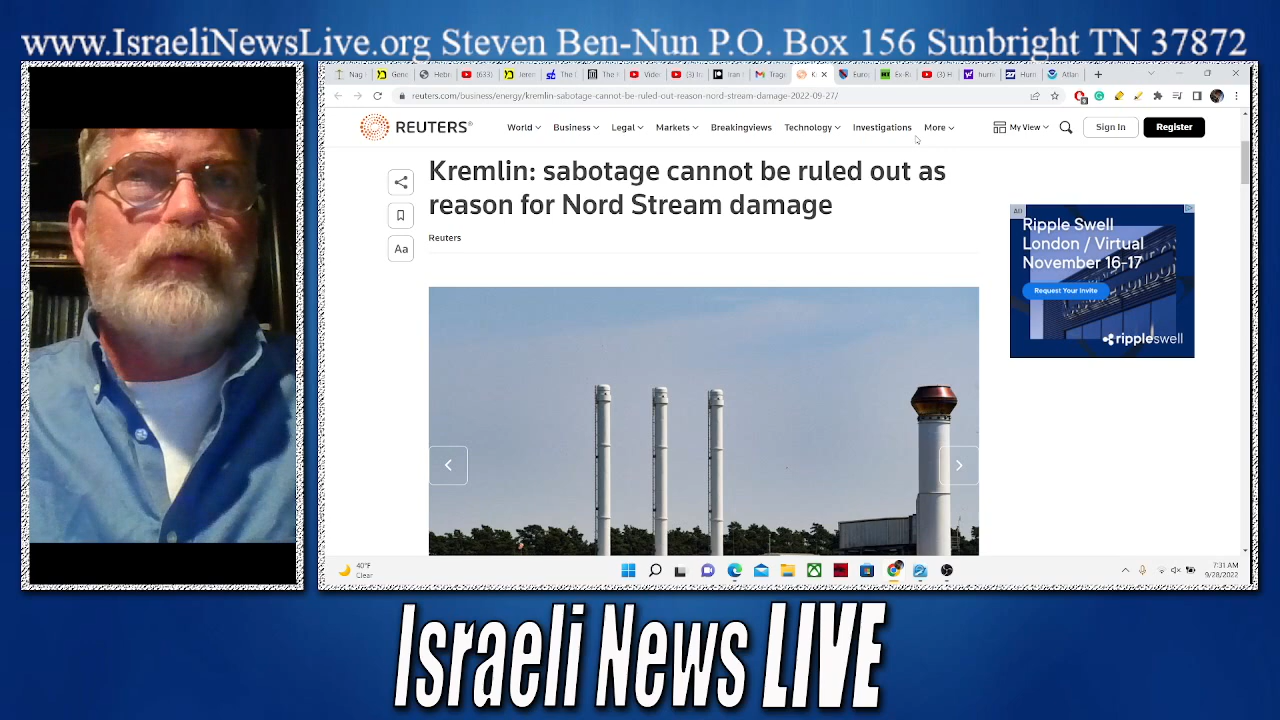 www.IsraeliNewsLive.org Steven Ben-Nun P.O. Box 156 Sunbright TN 37872
reuters.com/business/energy/kremlin-sabotage-cannot-be-ruled-out-reason-nord-stream-damage-2022-09-27/
REUTERS®
World Business Legal Markets Breakingviews Technology Investigations More My View Sign In Register
Kremlin: sabotage cannot be ruled out as
reason for Nord Stream damage
Reuters
Aa
Ripple Swell
London / Virtual
November 16-17
Request Your Invite
rippleswell
40°F
Clear
7:31 AM
9/28/2022
Israeli News LIVE